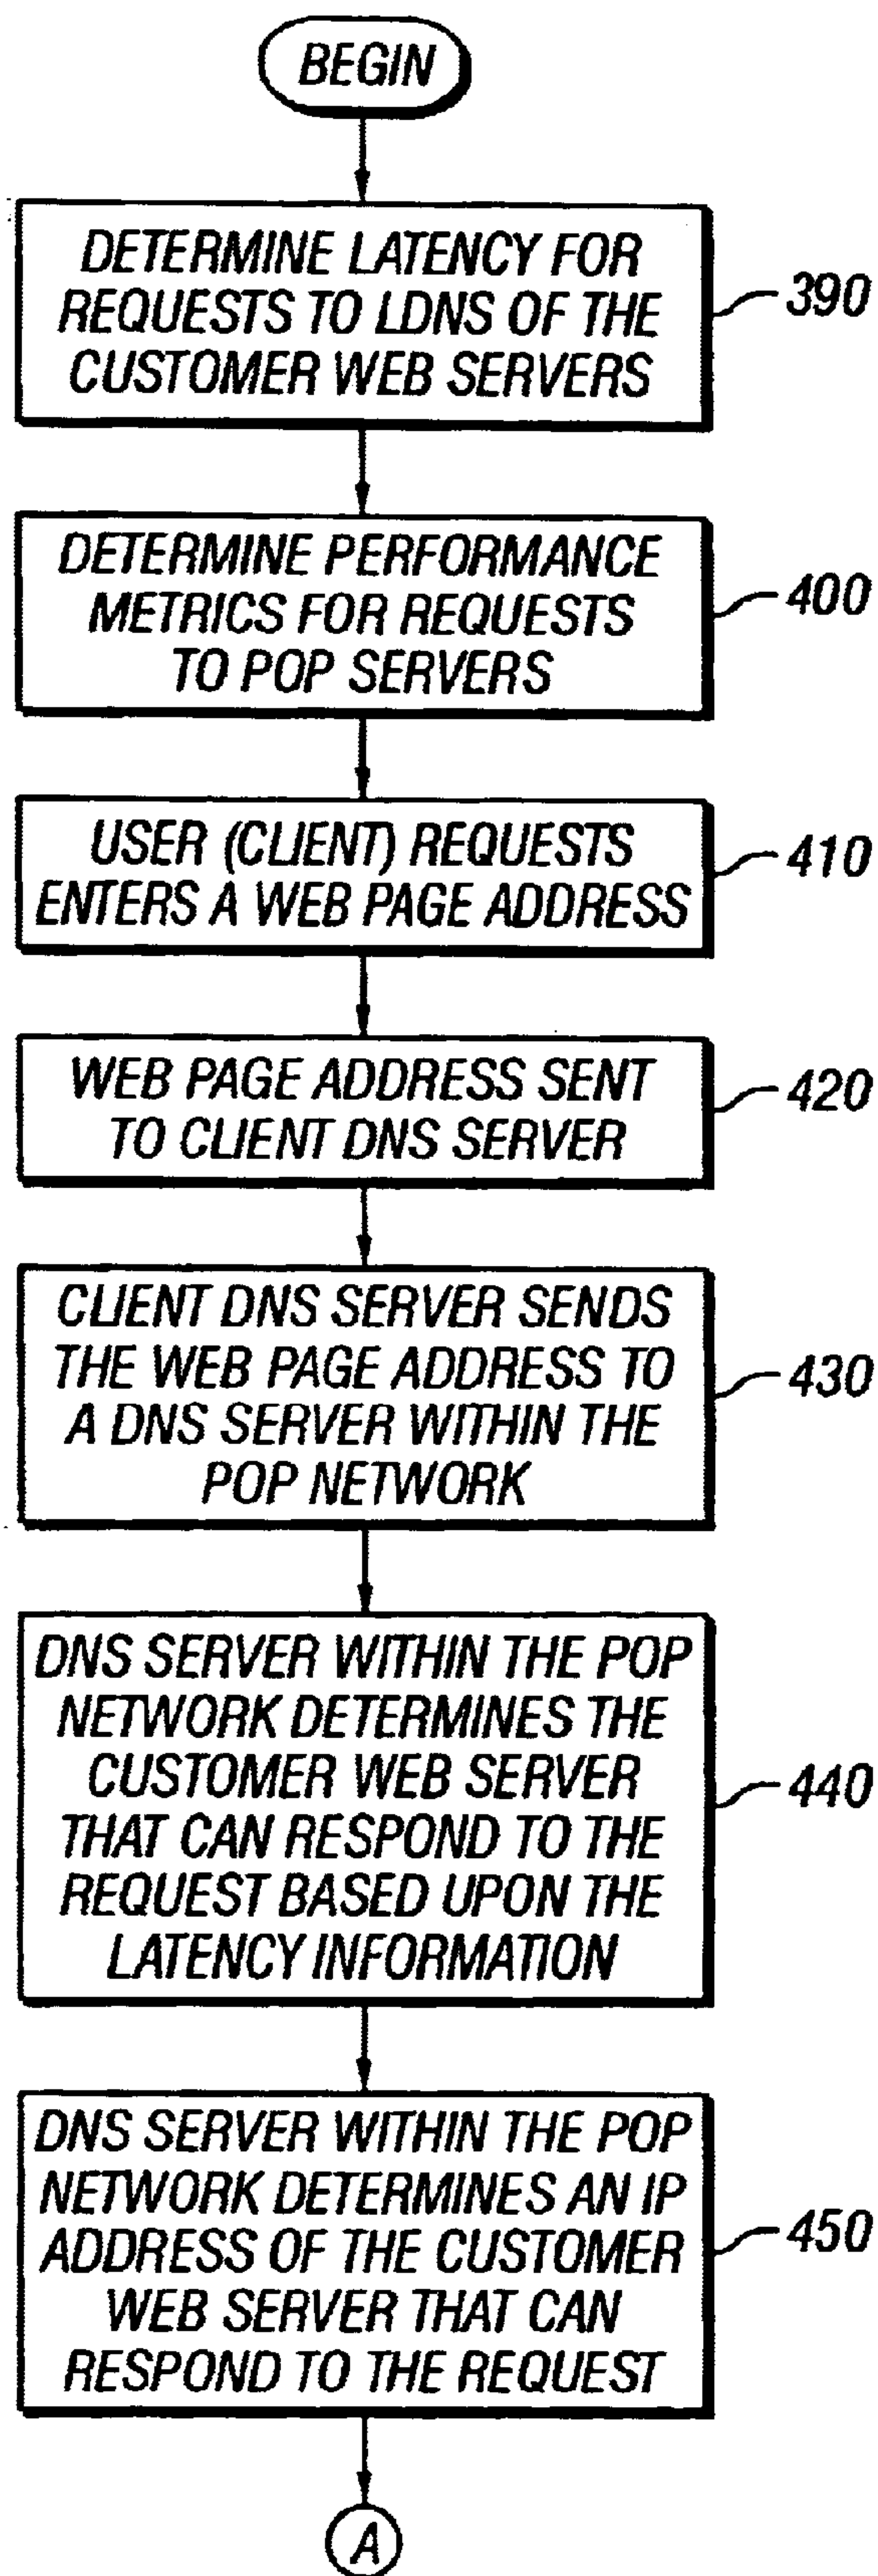 BEGIN
DETERMINE LATENCY FOR
REQUESTS TO LDNS OF THE
CUSTOMER WEB SERVERS
390
DETERMINE PERFORMANCE
METRICS FOR REQUESTS
TO POP SERVERS
400
USER (CLIENT) REQUESTS
ENTERS A WEB PAGE ADDRESS
410
WEB PAGE ADDRESS SENT
TO CLIENT DNS SERVER
420
CLIENT DNS SERVER SENDS
THE WEB PAGE ADDRESS TO
A DNS SERVER WITHIN THE
POP NETWORK
430
DNS SERVER WITHIN THE POP
NETWORK DETERMINES THE
CUSTOMER WEB SERVER
THAT CAN RESPOND TO THE
REQUEST BASED UPON THE
LATENCY INFORMATION
440
DNS SERVER WITHIN THE POP
NETWORK DETERMINES AN IP
ADDRESS OF THE CUSTOMER
WEB SERVER THAT CAN
RESPOND TO THE REQUEST
450
A